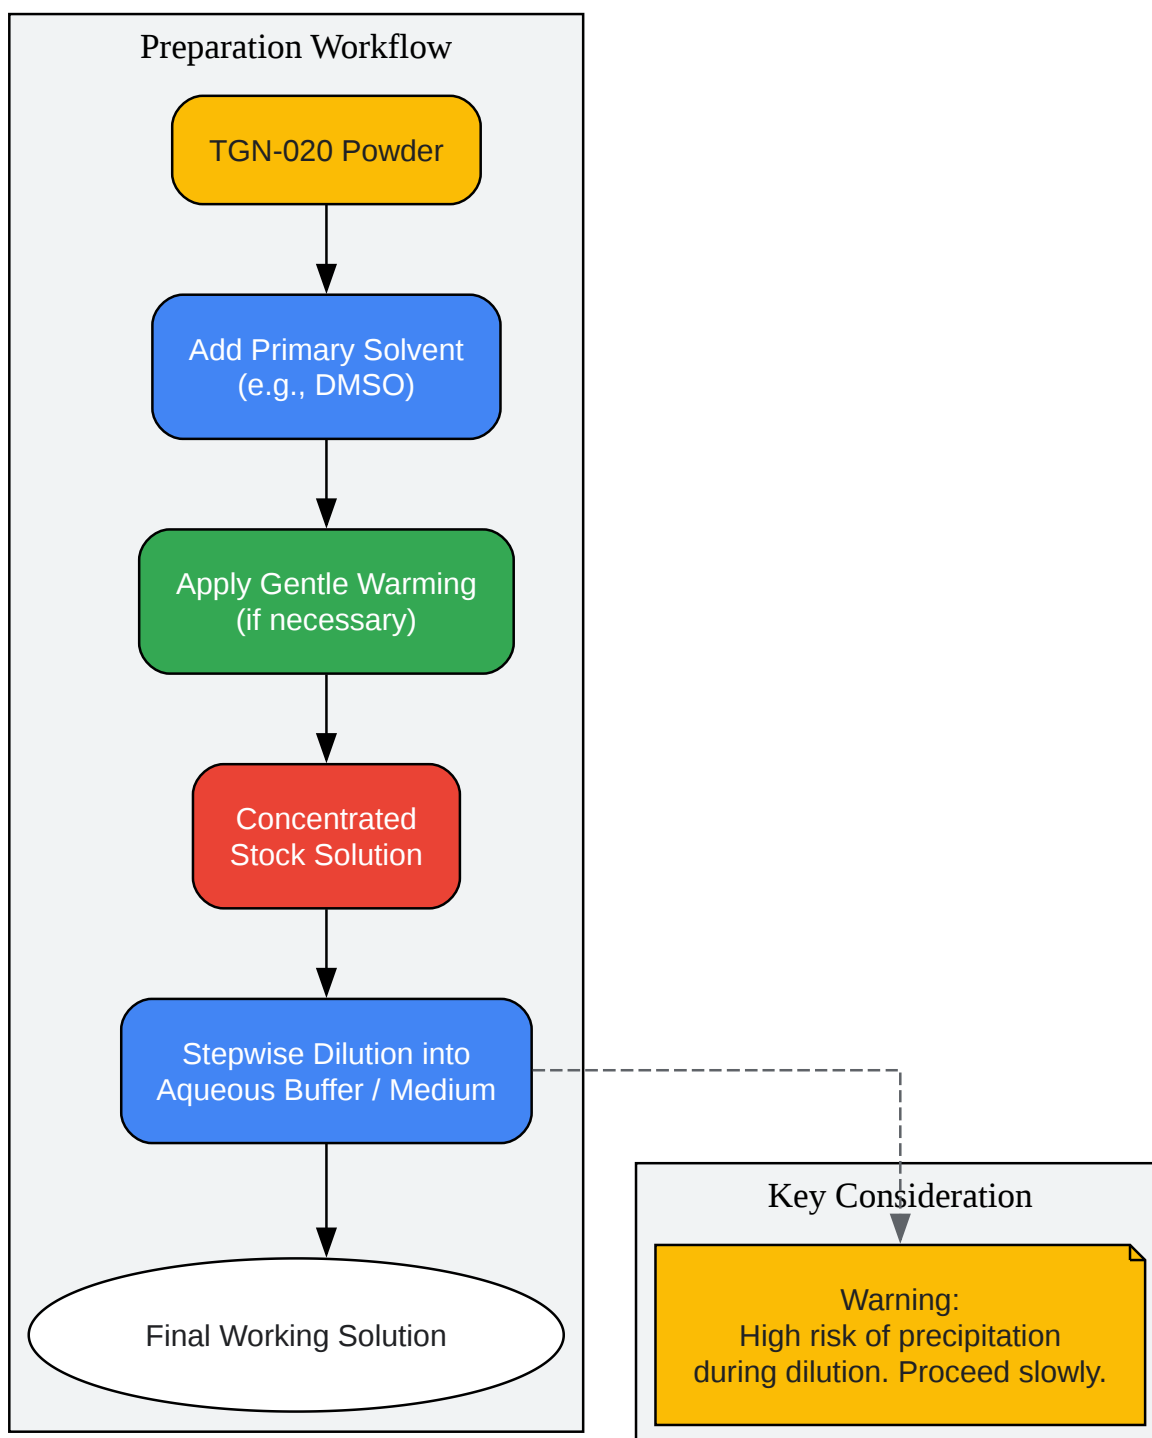 Preparation Workflow
TGN-020 Powder
Add Primary Solvent
(e.g., DMSO)
Apply Gentle Warming
(if necessary)
Concentrated
Stock Solution
Stepwise Dilution into
Aqueous Buffer / Medium
Final Working Solution
Key Consideration
Warning:
High risk of precipitation
during dilution. Proceed slowly.